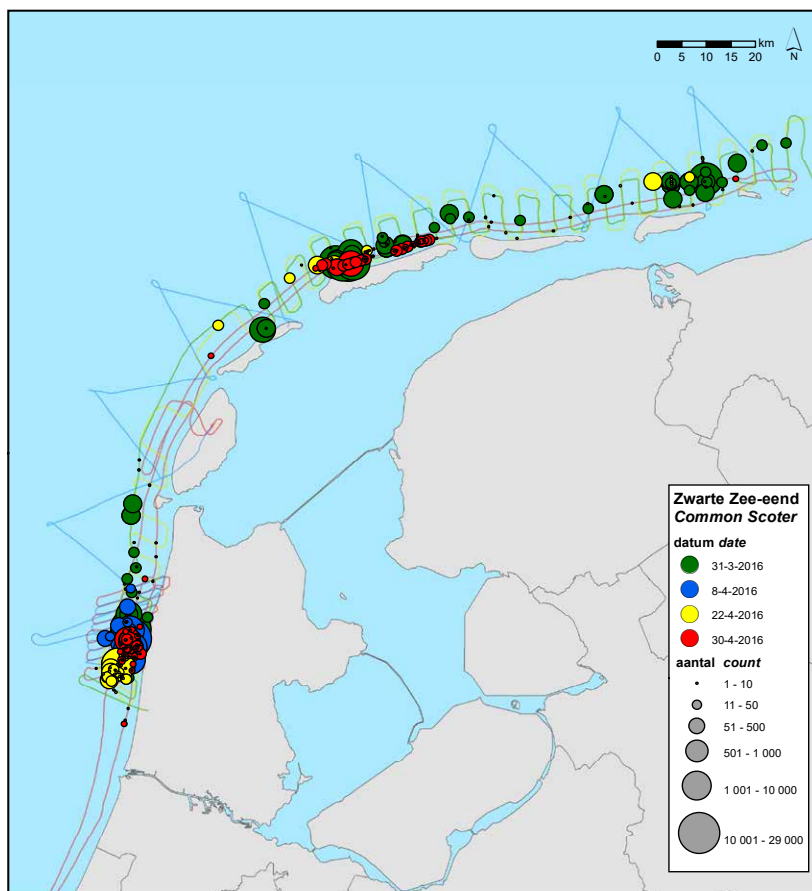 km
0 5 10 15 20
N
Zwarte Zee-eend
Common Scoter
datum date
31-3-2016
8-4-2016
22-4-2016
30-4-2016
aantal count
1 - 10
11 - 50
51 - 500
501 - 1 000
1 001 - 10 000
10 001 - 29 000